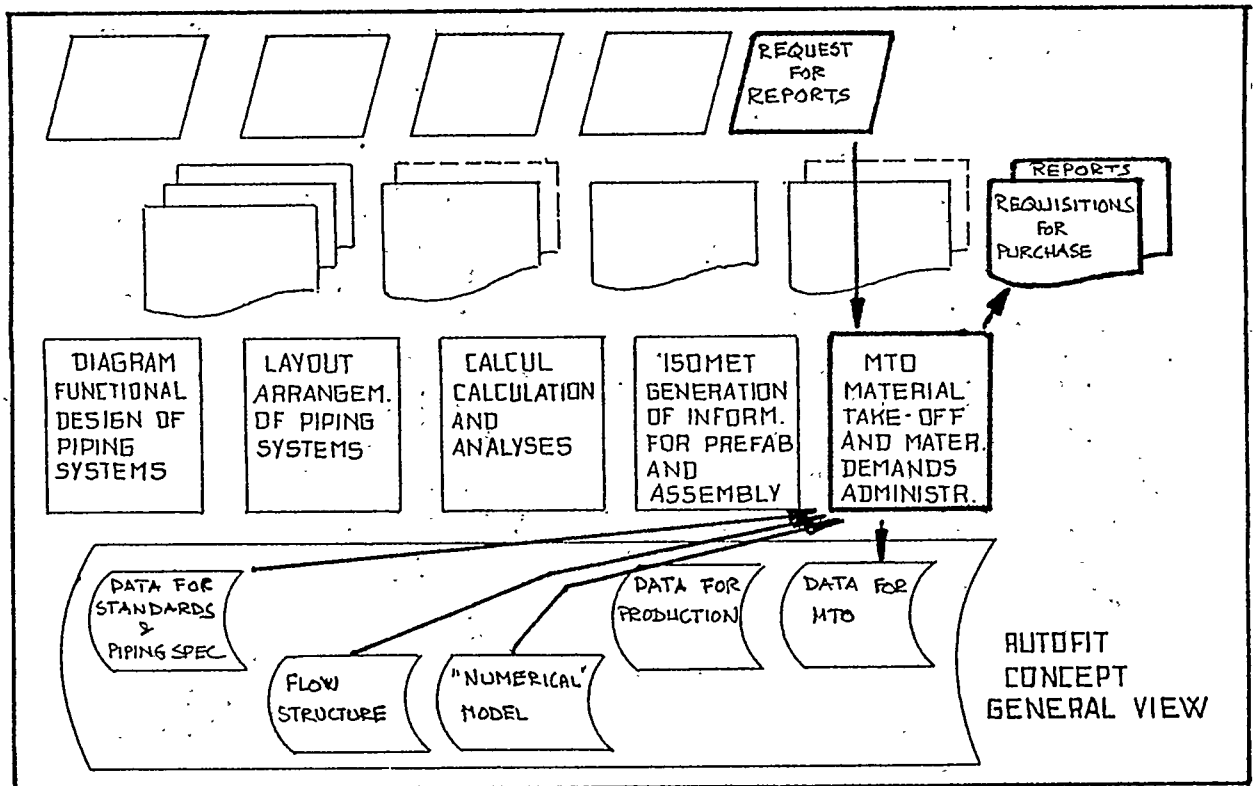 REQUEST
FOR
REPORTS
REPORTS
REQUISITIONS
FOR
PURCHASE
DIAGRAM
FUNCTIONAL
DESIGN OF
PIPING
SYSTEMS
LAYOUT
ARRANGEM.
OF PIPING
SYSTEMS
CALCUL
CALCULATION
AND
ANALYSES
ISOMET
GENERATION
OF INFORM.
FOR PREFAB
AND
ASSEMBLY
MTO
MATERIAL
TAKE-OFF
AND MATER.
DEMANDS
ADMINISTR.
DATA FOR
STANDARDS
&
PIPING SPEC
FLOW
STRUCTURE
"NUMERICAL"
MODEL
DATA FOR
PRODUCTION
DATA FOR
MTO
AUTOFIT
CONCEPT
GENERAL VIEW